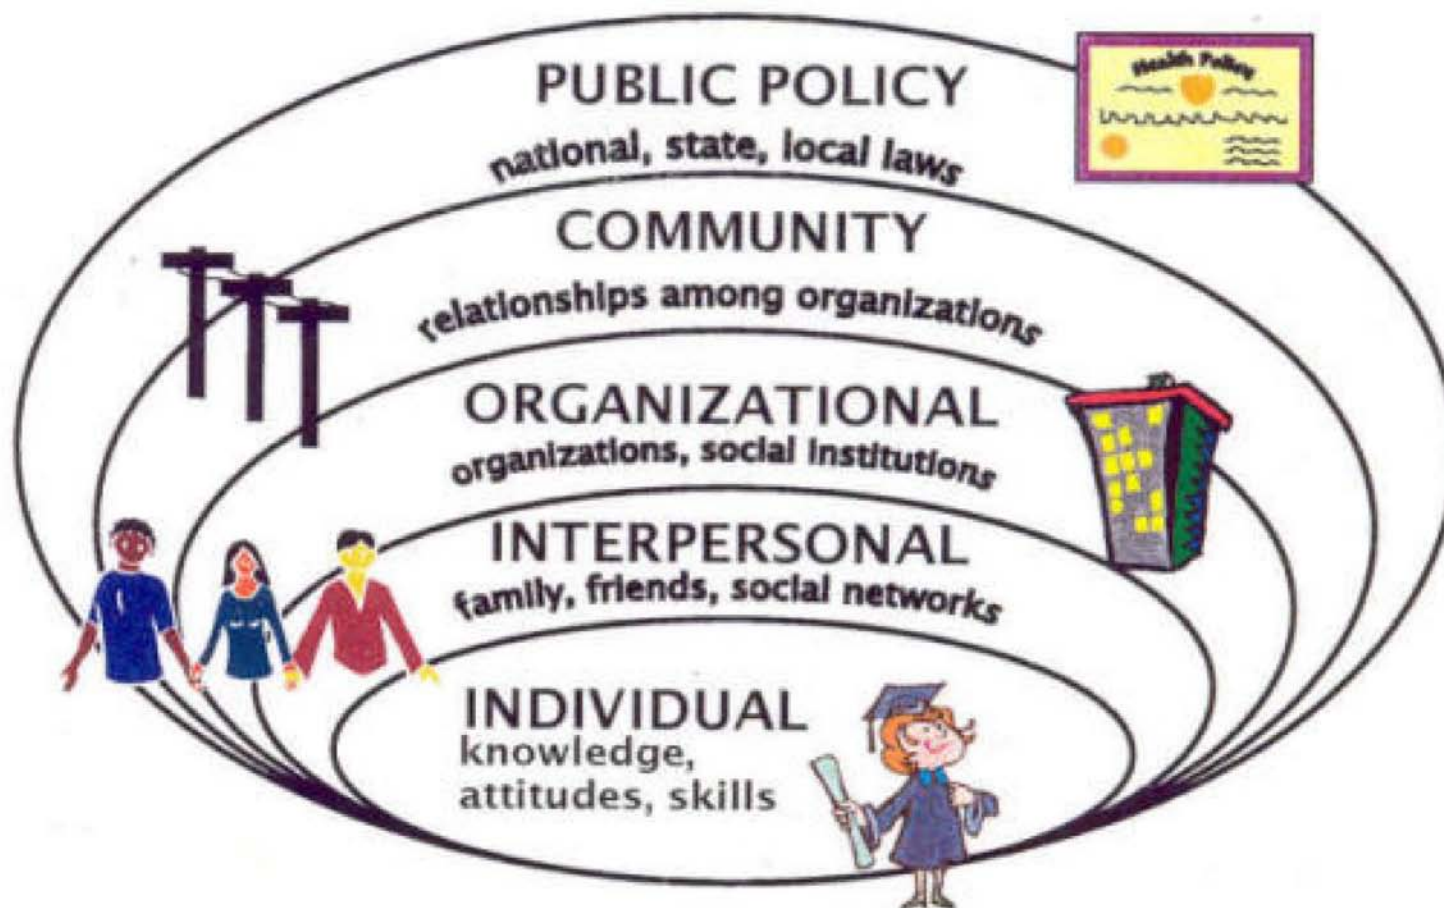 Health Policy
PUBLIC POLICY
national, state, local laws
COMMUNITY
relationships among organizations
ORGANIZATIONAL
organizations, social institutions
INTERPERSONAL
family, friends, social networks
INDIVIDUAL
knowledge,
attitudes, skills